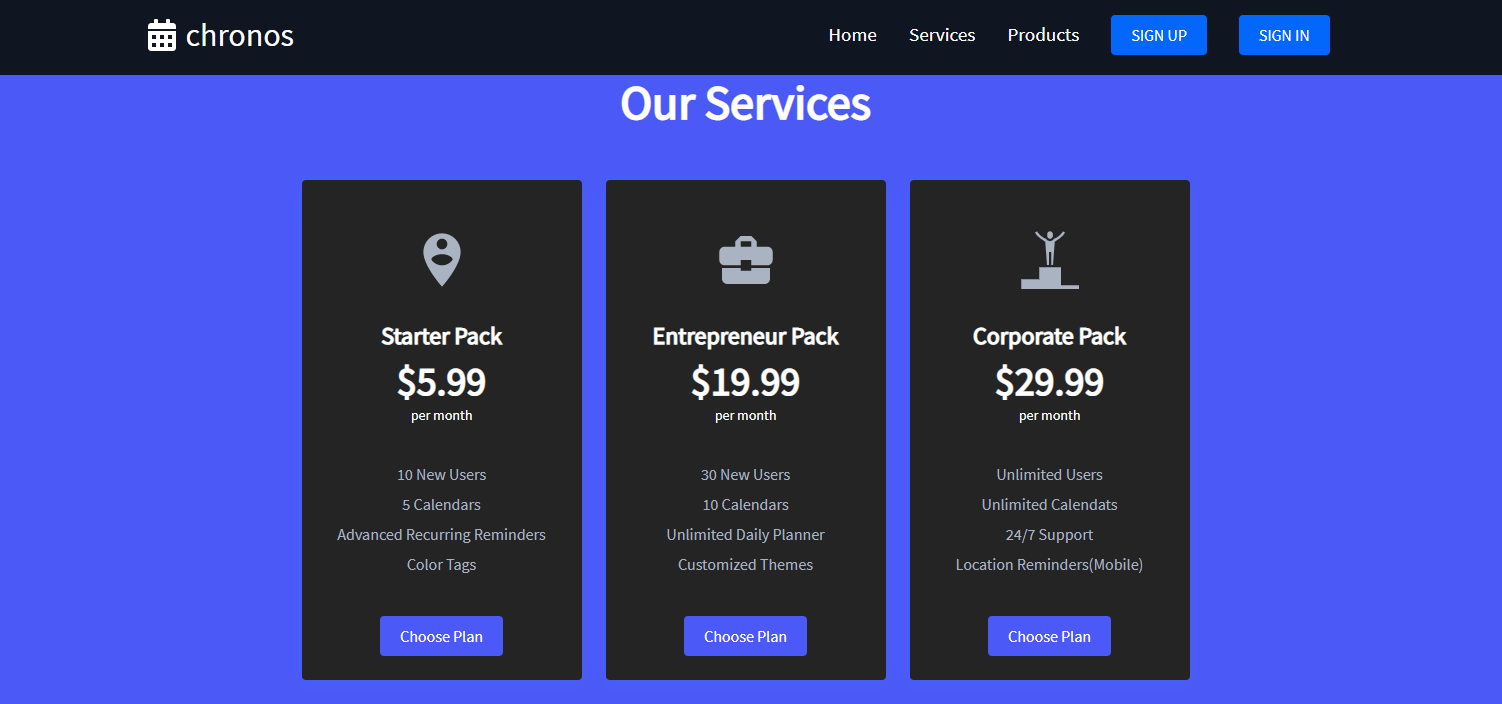 chronos
Home Services Products SIGN UP SIGN IN
Our Services
Starter Pack
$5.99
per month
10 New Users
5 Calendars
Advanced Recurring Reminders
Color Tags
Choose Plan
Entrepreneur Pack
$19.99
per month
30 New Users
10 Calendars
Unlimited Daily Planner
Customized Themes
Choose Plan
Corporate Pack
$29.99
per month
Unlimited Users
Unlimited Calendats
24/7 Support
Location Reminders(Mobile)
Choose Plan